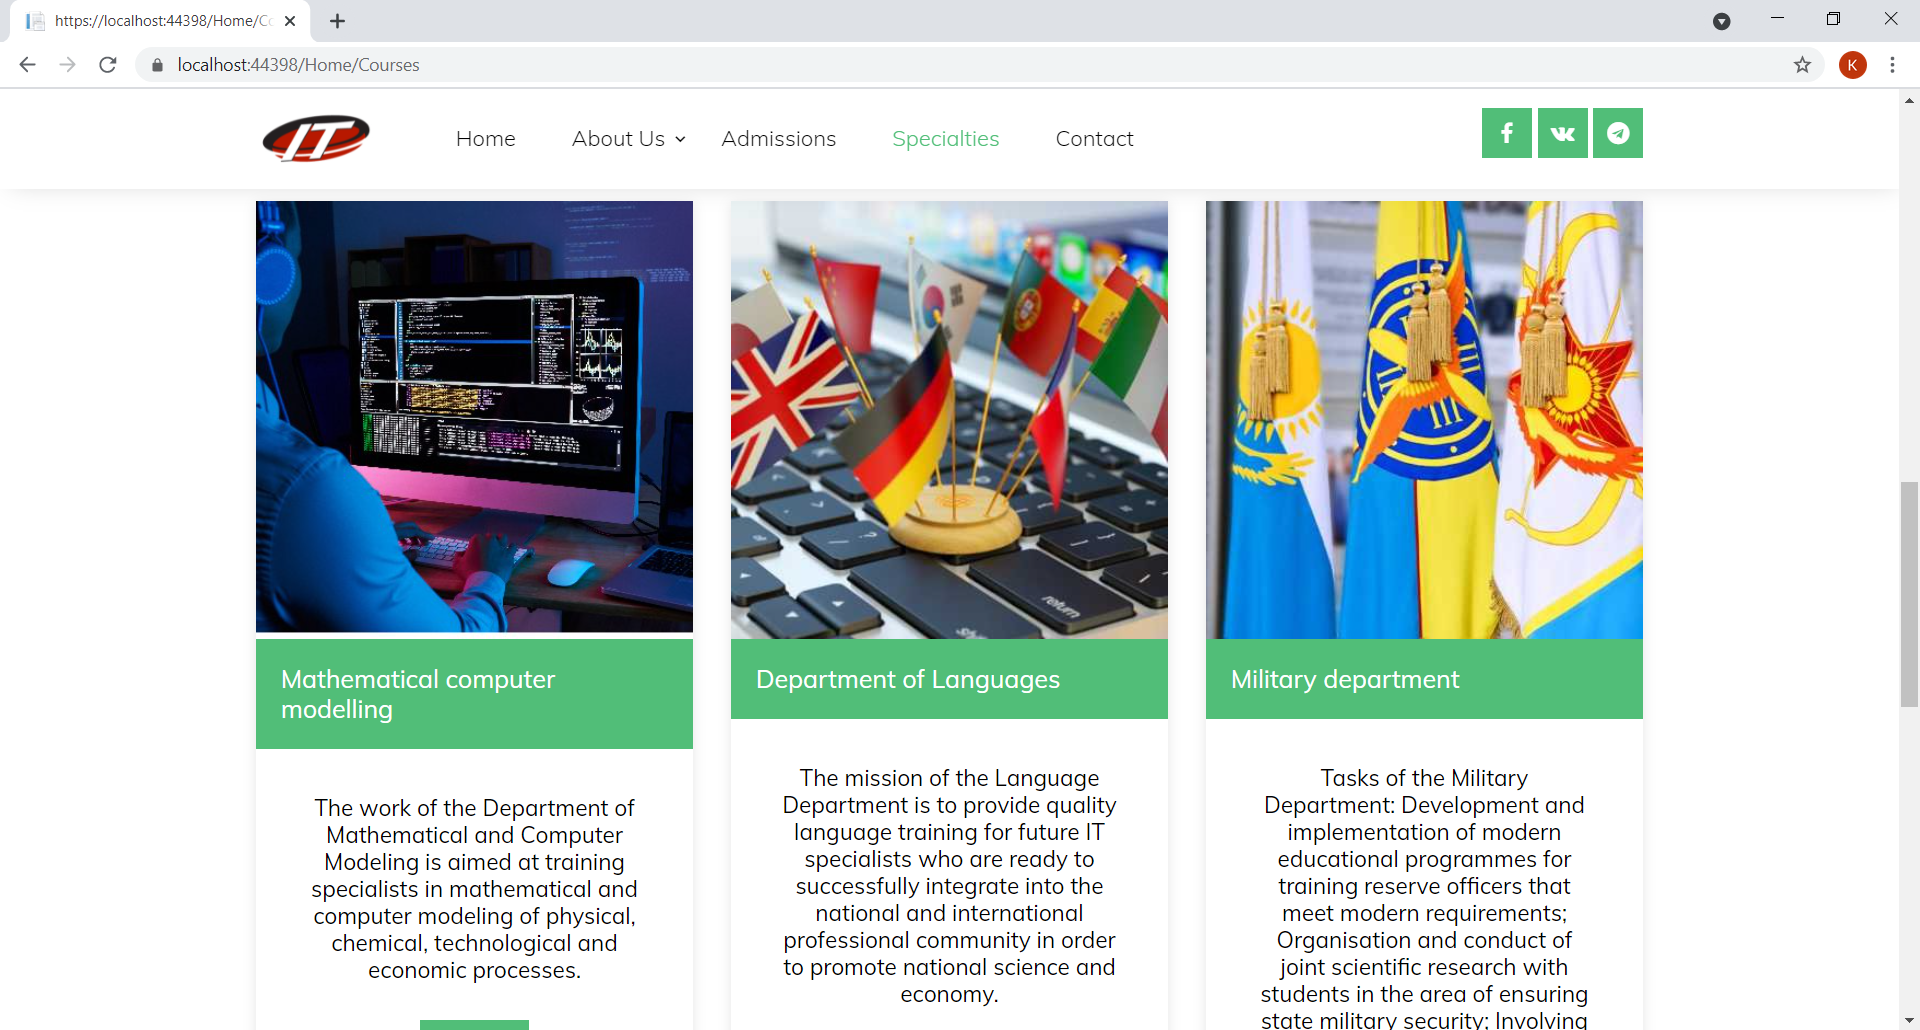 https://localhost:44398/Home/Co
localhost:44398/Home/Courses
K
IT
Home
About Us
Admissions
Specialties
Contact
return
III
Mathematical computer
modelling
The work of the Department of
Mathematical and Computer
Modeling is aimed at training
specialists in mathematical and
computer modeling of physical,
chemical, technological and
economic processes.
Department of Languages
The mission of the Language
Department is to provide quality
language training for future IT
specialists who are ready to
successfully integrate into the
national and international
professional community in order
to promote national science and
economy.
Military department
Tasks of the Military
Department: Development and
implementation of modern
educational programmes for
training reserve officers that
meet modern requirements;
Organisation and conduct of
joint scientific research with
students in the area of ensuring
state military security; Involving